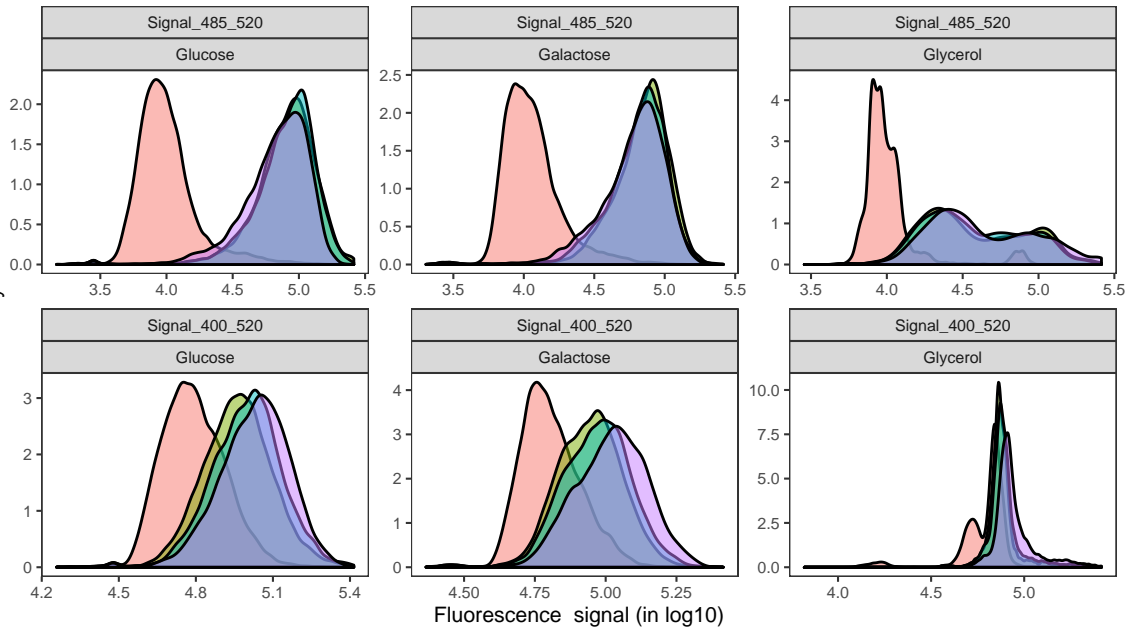 Signal_485_520 Signal_485_520 Signal_485_520
Glucose Galactose Glycerol
2.0
1.5
1.0
0.5
0.0
3.5 4.0 4.5 5.0 5.5
2.5
2.0
1.5
1.0
0.5
0.0
3.5 4.0 4.5 5.0 5.5
4
3
2
1
0
3.5 4.0 4.5 5.0 5.5
Signal_400_520 Signal_400_520 Signal_400_520
Glucose Galactose Glycerol
3
2
1
0
4.2 4.5 4.8 5.1 5.4
4
3
2
1
0
4.50 4.75 5.00 5.25
10.0
7.5
5.0
2.5
0.0
4.0 4.5 5.0
Fluorescence signal (in log10)